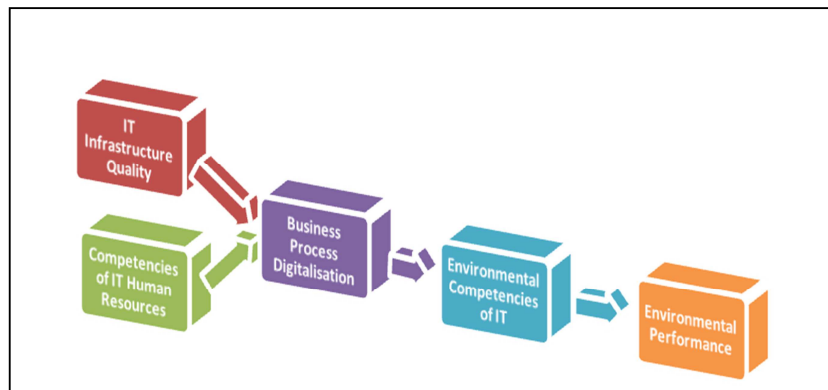 IT
Infrastructure
Quality
Competencies
of IT Human
Resources
Business
Process
Digitalisation
Environmental
Competencies
of IT
Environmental
Performance